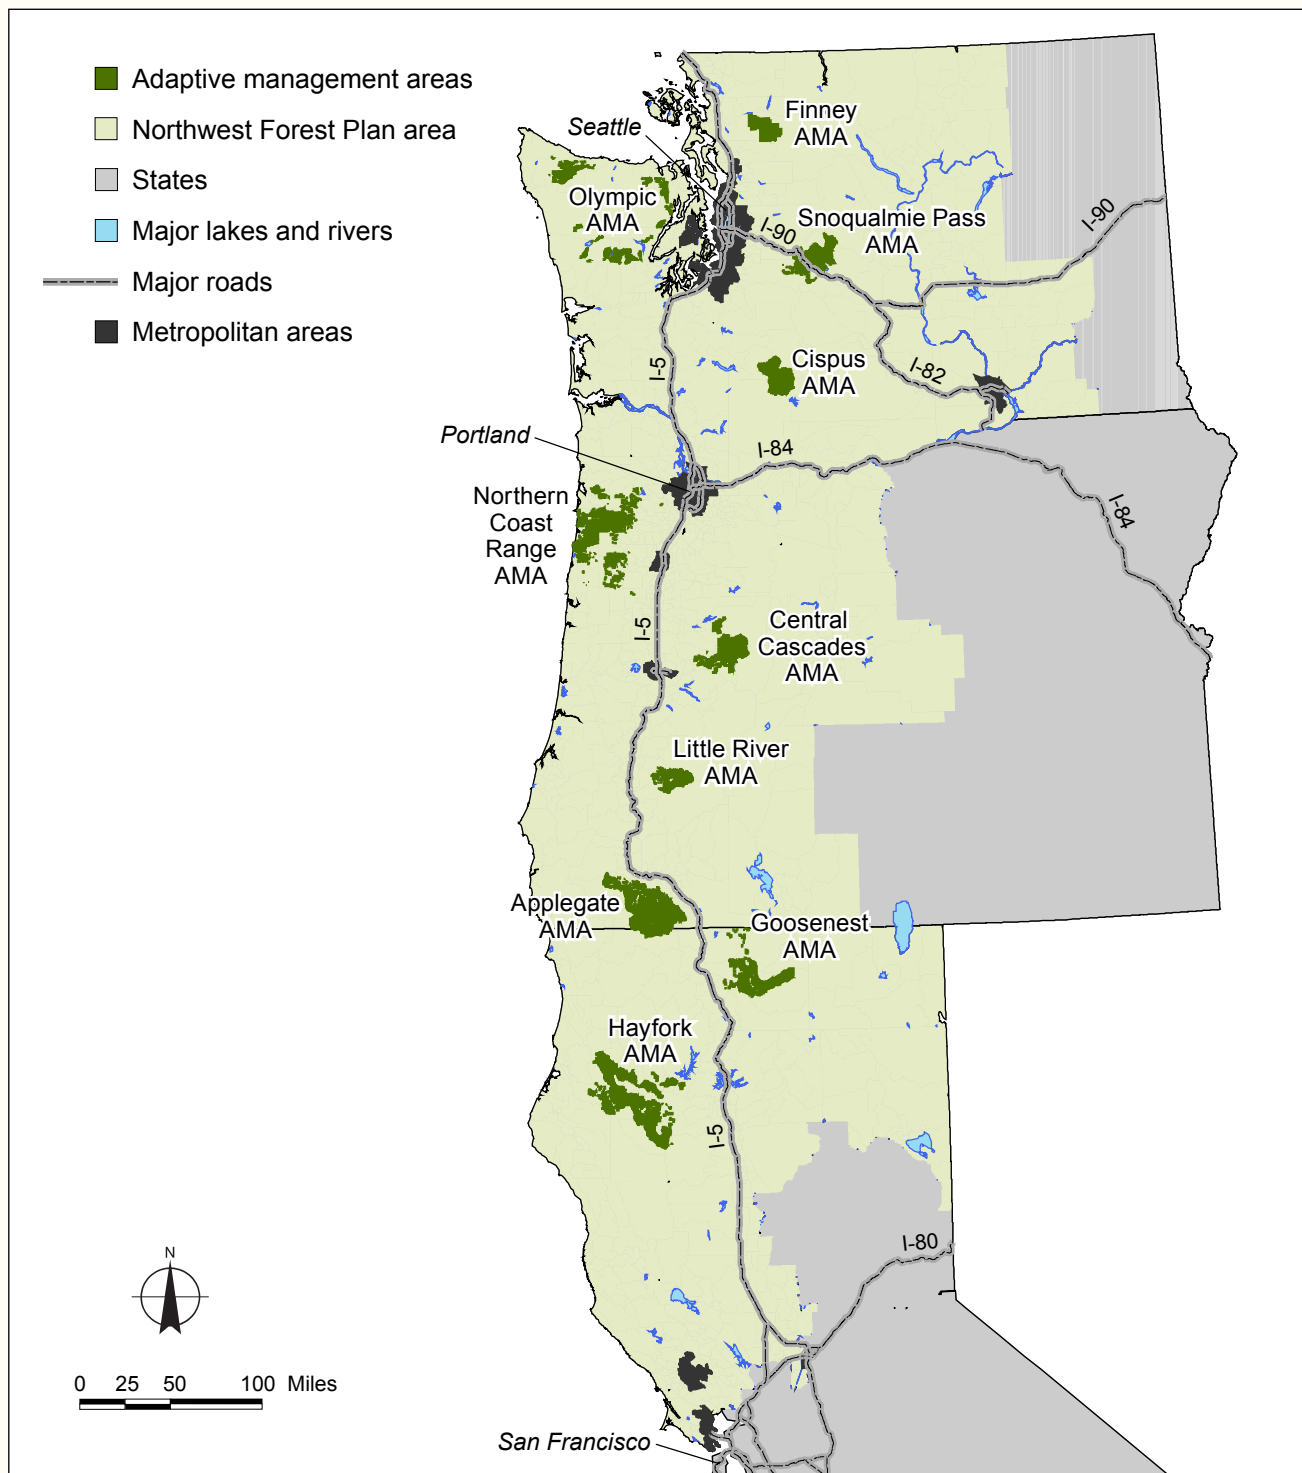 Adaptive management areas
Northwest Forest Plan area
States
Major lakes and rivers
Major roads
Metropolitan areas
Seattle
Finney
AMA
Olympic
AMA
Snoqualmie Pass
AMA
I-90
I-90
Cispus
AMA
I-5
I-82
Portland
I-84
I-84
Northern
Coast
Range
AMA
I-5
Central
Cascades
AMA
Little River
AMA
Applegate
AMA
Goosenest
AMA
Hayfork
AMA
I-5
I-80
N
0 25 50 100 Miles
San Francisco